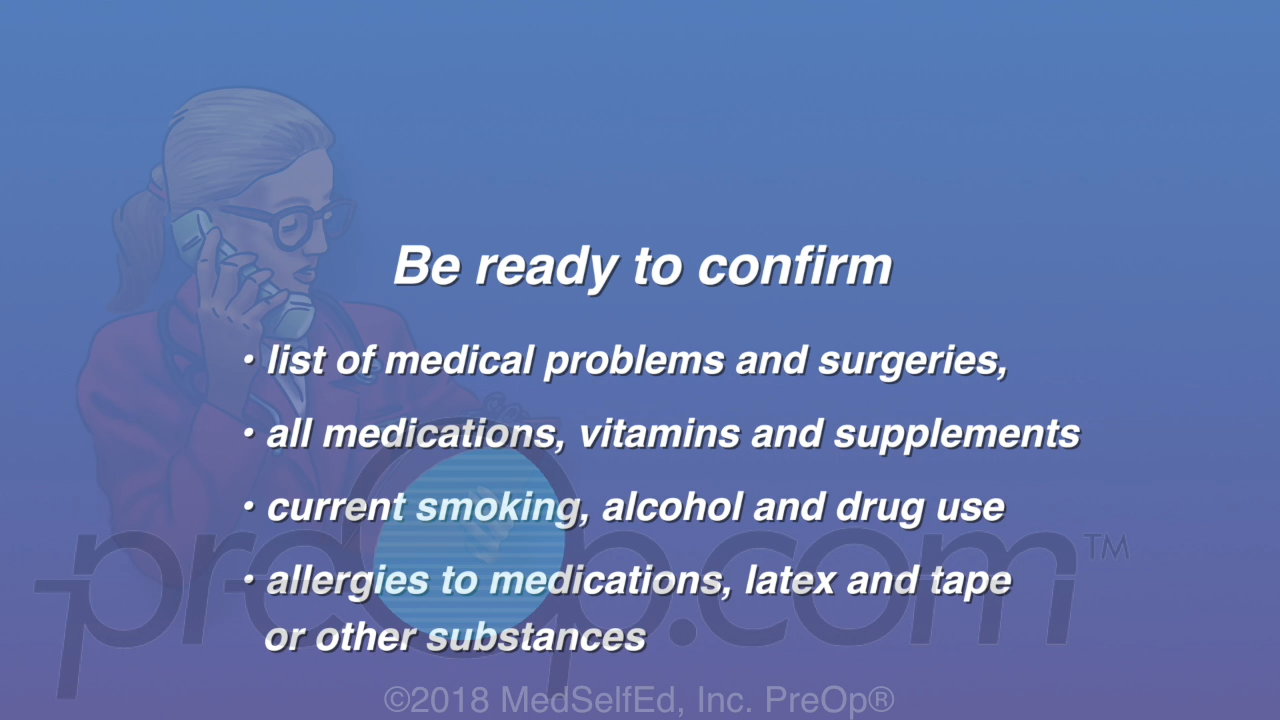 Be ready to confirm
• list of medical problems and surgeries,
• all medications, vitamins and supplements
• current smoking, alcohol and drug use
• allergies to medications, latex and tape
or other substances
preop.com™
©2018 MedSelfEd, Inc. PreOp®